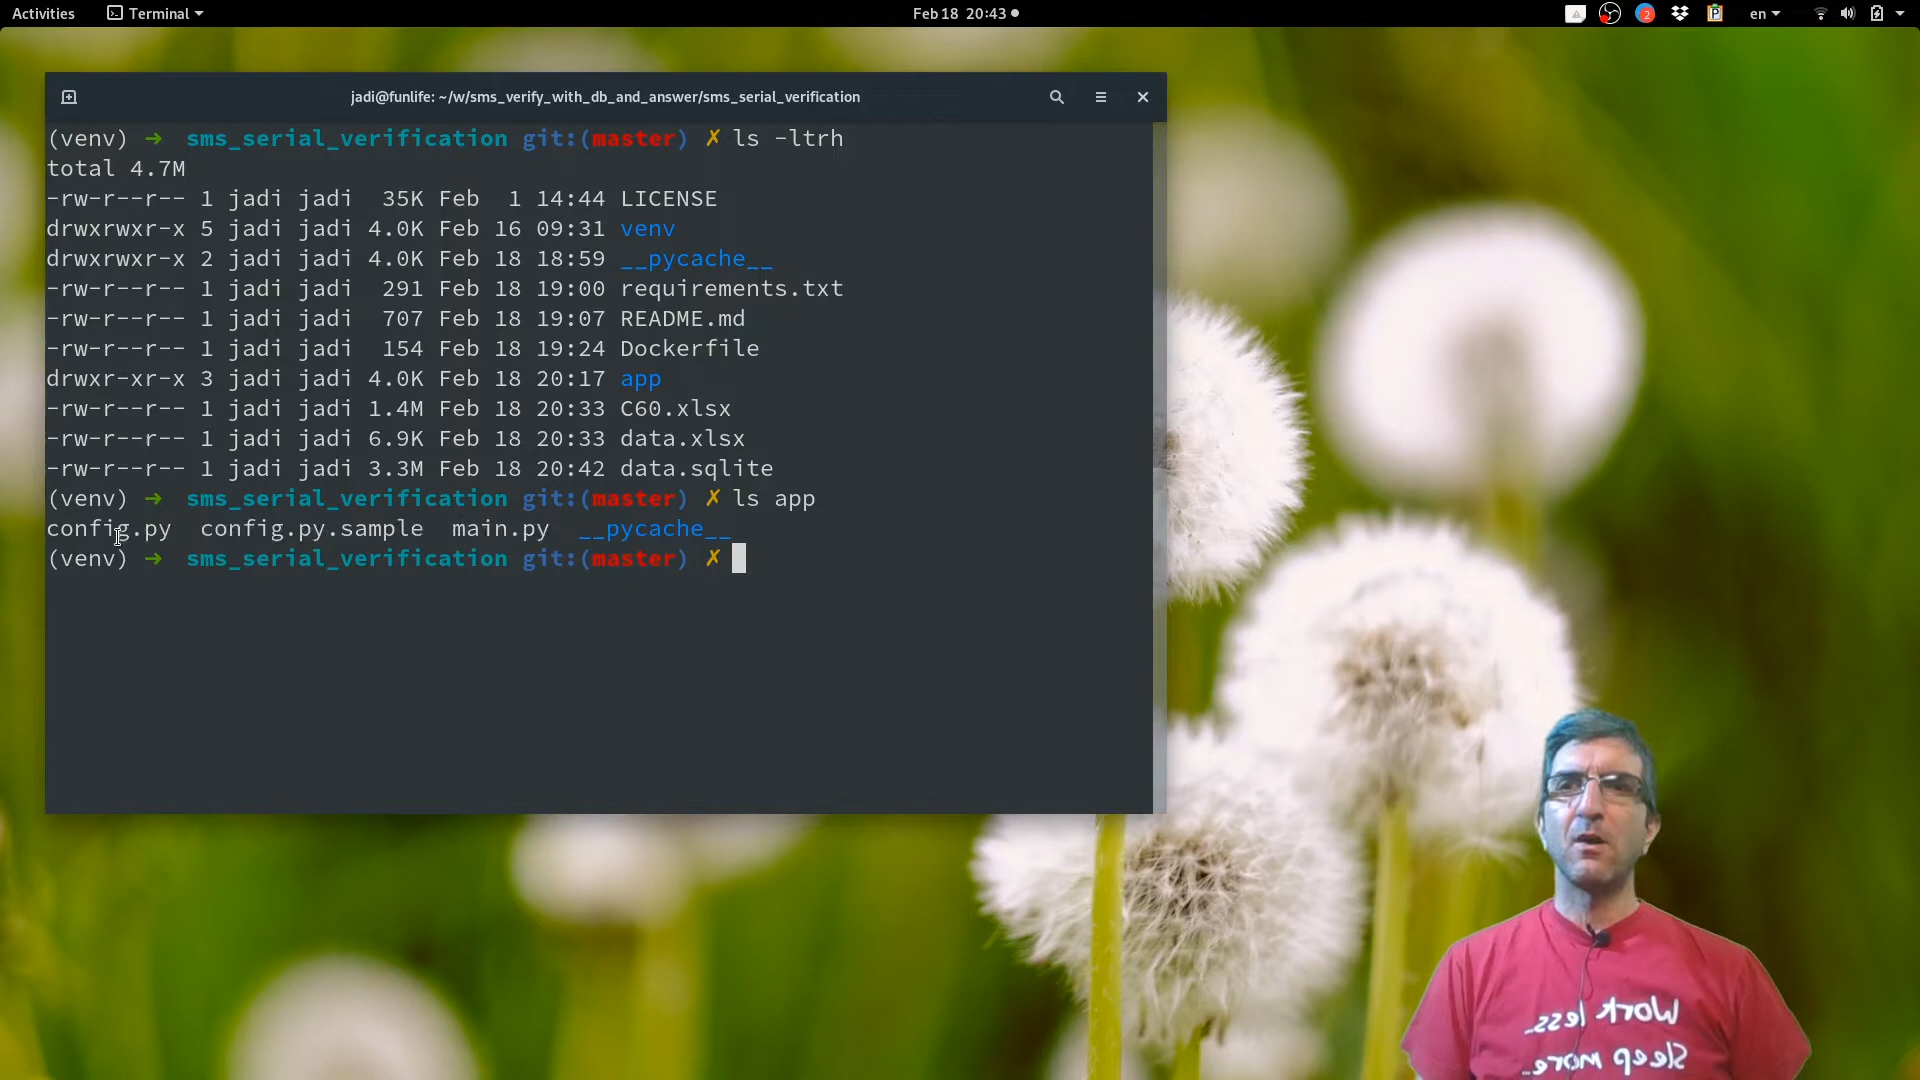 Activities Terminal Feb 18 20:43 2 P en
jadi@funlife: ~/w/sms_verify_with_db_and_answer/sms_serial_verification
(venv) → sms_serial_verification git:(master) ✗ ls -ltrh
total 4.7M
-rw-r--r-- 1 jadi jadi 35K Feb 1 14:44 LICENSE
drwxrwxr-x 5 jadi jadi 4.0K Feb 16 09:31 venv
drwxrwxr-x 2 jadi jadi 4.0K Feb 18 18:59 __pycache__
-rw-r--r-- 1 jadi jadi 291 Feb 18 19:00 requirements.txt
-rw-r--r-- 1 jadi jadi 707 Feb 18 19:07 README.md
-rw-r--r-- 1 jadi jadi 154 Feb 18 19:24 Dockerfile
drwxr-xr-x 3 jadi jadi 4.0K Feb 18 20:17 app
-rw-r--r-- 1 jadi jadi 1.4M Feb 18 20:33 C60.xlsx
-rw-r--r-- 1 jadi jadi 6.9K Feb 18 20:33 data.xlsx
-rw-r--r-- 1 jadi jadi 3.3M Feb 18 20:42 data.sqlite
(venv) → sms_serial_verification git:(master) ✗ ls app
config.py config.py.sample main.py __pycache__
(venv) → sms_serial_verification git:(master) ✗
Work less..
Sleep more..